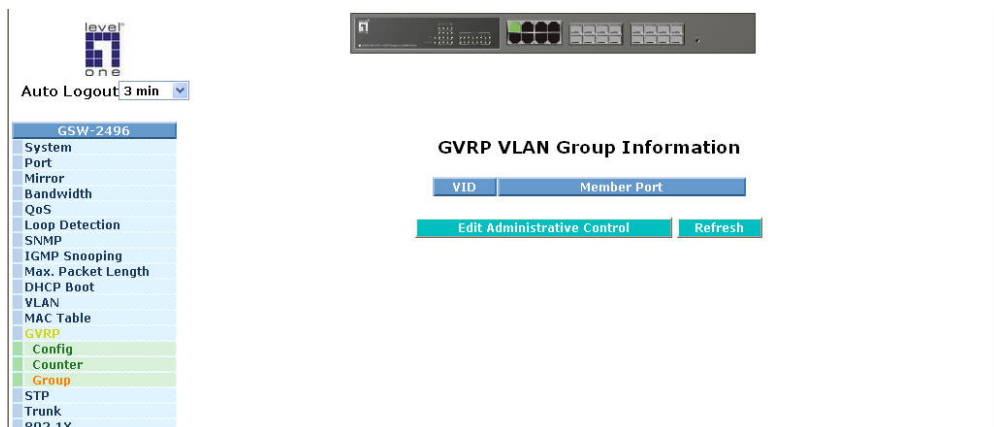 level
one
Auto Logout 3 min
GSW-2496
System
Port
Mirror
Bandwidth
QoS
Loop Detection
SNMP
IGMP Snooping
Max. Packet Length
DHCP Boot
VLAN
MAC Table
GVRP
Config
Counter
Group
STP
Trunk
802.1X
GVRP VLAN Group Information
VID Member Port
Edit Administrative Control Refresh